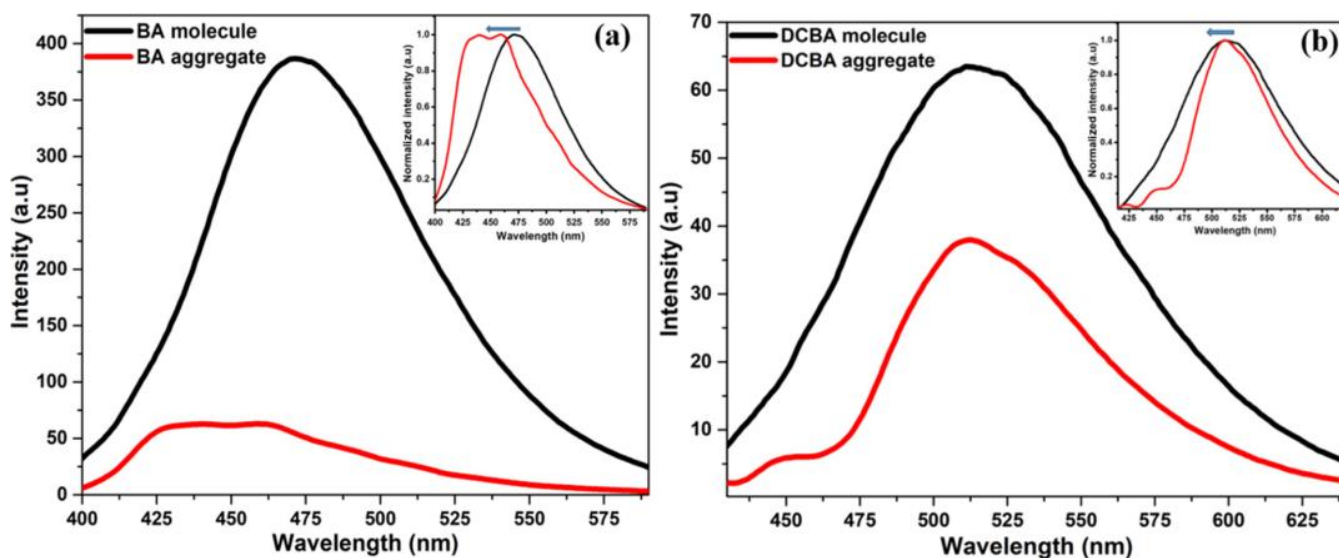 BA molecule
BA aggregate
(a)
400
350
300
250
200
150
100
50
0
Intensity (a.u)
400 425 450 475 500 525 550 575
Wavelength (nm)
1.0
0.8
0.6
0.4
0.2
Normalized intensity (a.u)
400 425 450 475 500 525 550 575
Wavelength (nm)
DCBA molecule
DCBA aggregate
(b)
70
60
50
40
30
20
10
Intensity (a.u)
450 475 500 525 550 575 600 625
Wavelength (nm)
1.0
0.8
0.6
0.4
0.2
Normalized intensity (a.u)
425 450 475 500 525 550 575 600
Wavelength (nm)